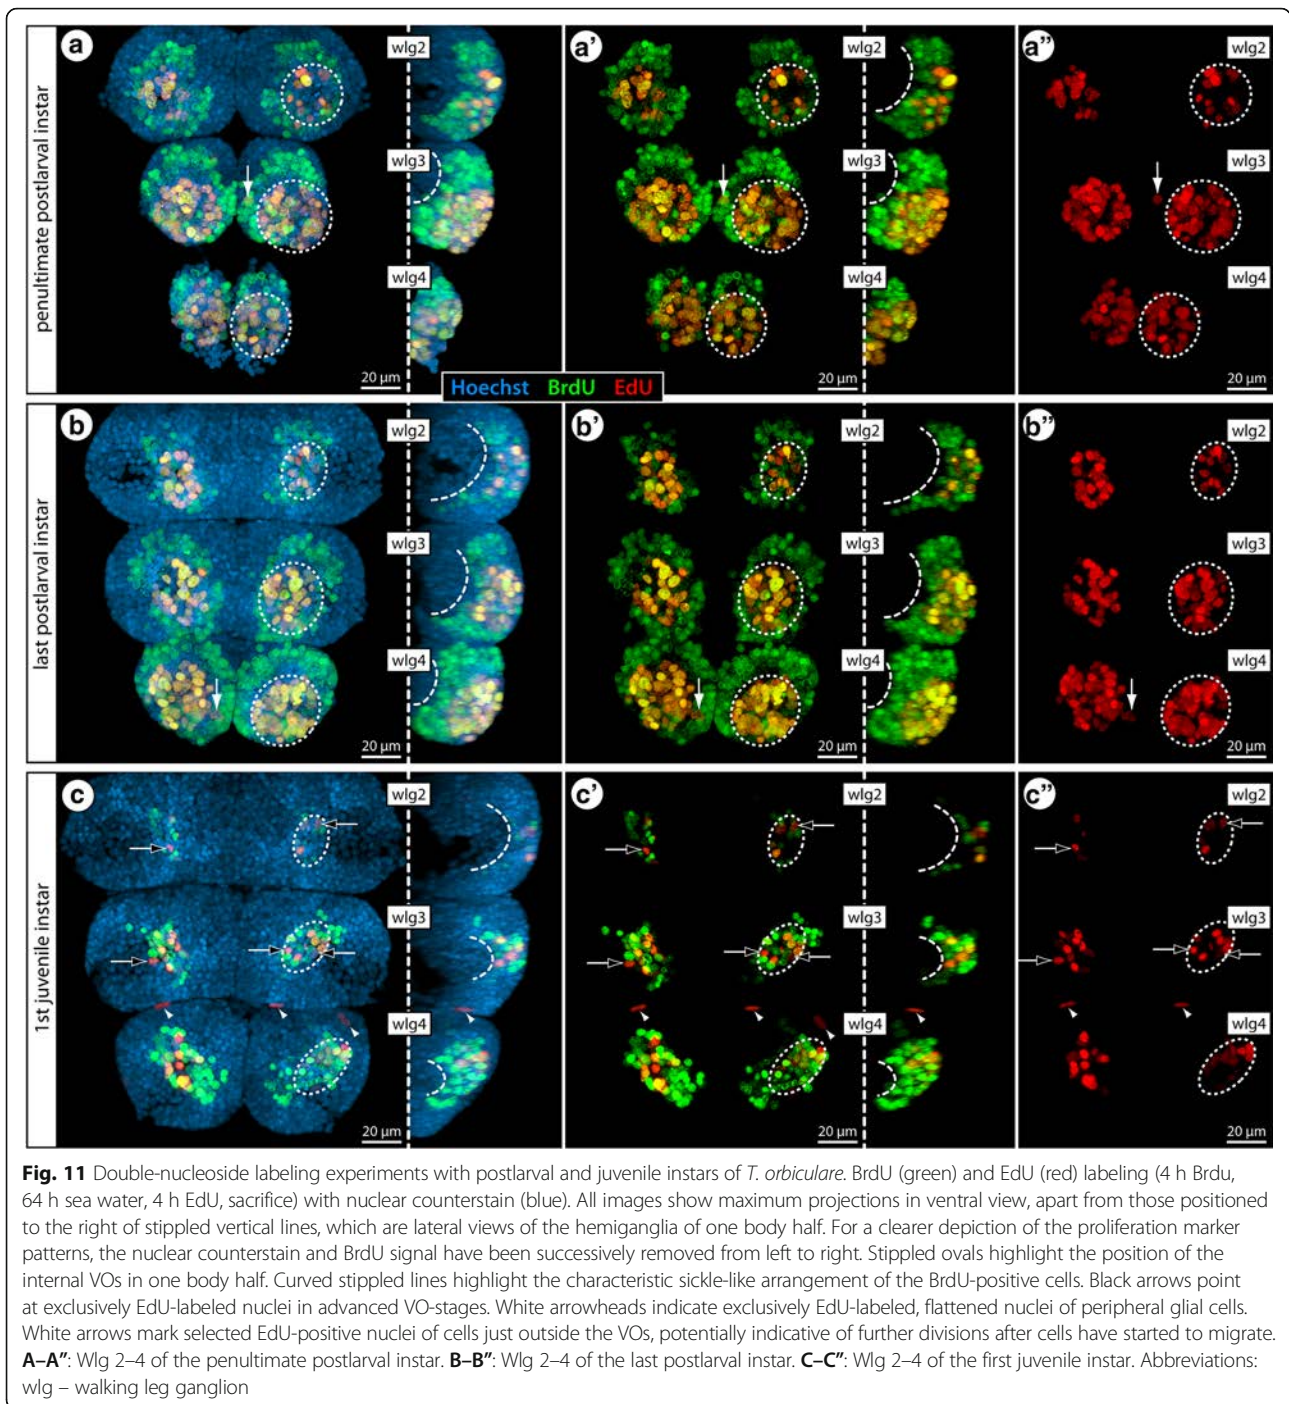 penultimate postlarval instar
a
wlg2
wlg3
wlg4
20 µm
a'
wlg2
wlg3
wlg4
20 µm
a"
wlg2
wlg3
wlg4
20 µm
Hoechst BrdU EdU
last postlarval instar
b
wlg2
wlg3
wlg4
20 µm
b'
wlg2
wlg3
wlg4
20 µm
b"
wlg2
wlg3
wlg4
20 µm
1st juvenile instar
c
wlg2
wlg3
wlg4
20 µm
c'
wlg2
wlg3
wlg4
20 µm
c"
wlg2
wlg3
wlg4
20 µm
Fig. 11 Double-nucleoside labeling experiments with postlarval and juvenile instars of T. orbiculare. BrdU (green) and EdU (red) labeling (4 h Brdu,
64 h sea water, 4 h EdU, sacrifice) with nuclear counterstain (blue). All images show maximum projections in ventral view, apart from those positioned
to the right of stippled vertical lines, which are lateral views of the hemiganglia of one body half. For a clearer depiction of the proliferation marker
patterns, the nuclear counterstain and BrdU signal have been successively removed from left to right. Stippled ovals highlight the position of the
internal VOs in one body half. Curved stippled lines highlight the characteristic sickle-like arrangement of the BrdU-positive cells. Black arrows point
at exclusively EdU-labeled nuclei in advanced VO-stages. White arrowheads indicate exclusively EdU-labeled, flattened nuclei of peripheral glial cells.
White arrows mark selected EdU-positive nuclei of cells just outside the VOs, potentially indicative of further divisions after cells have started to migrate.
A–A″: Wlg 2–4 of the penultimate postlarval instar. B–B″: Wlg 2–4 of the last postlarval instar. C–C″: Wlg 2–4 of the first juvenile instar. Abbreviations:
wlg – walking leg ganglion